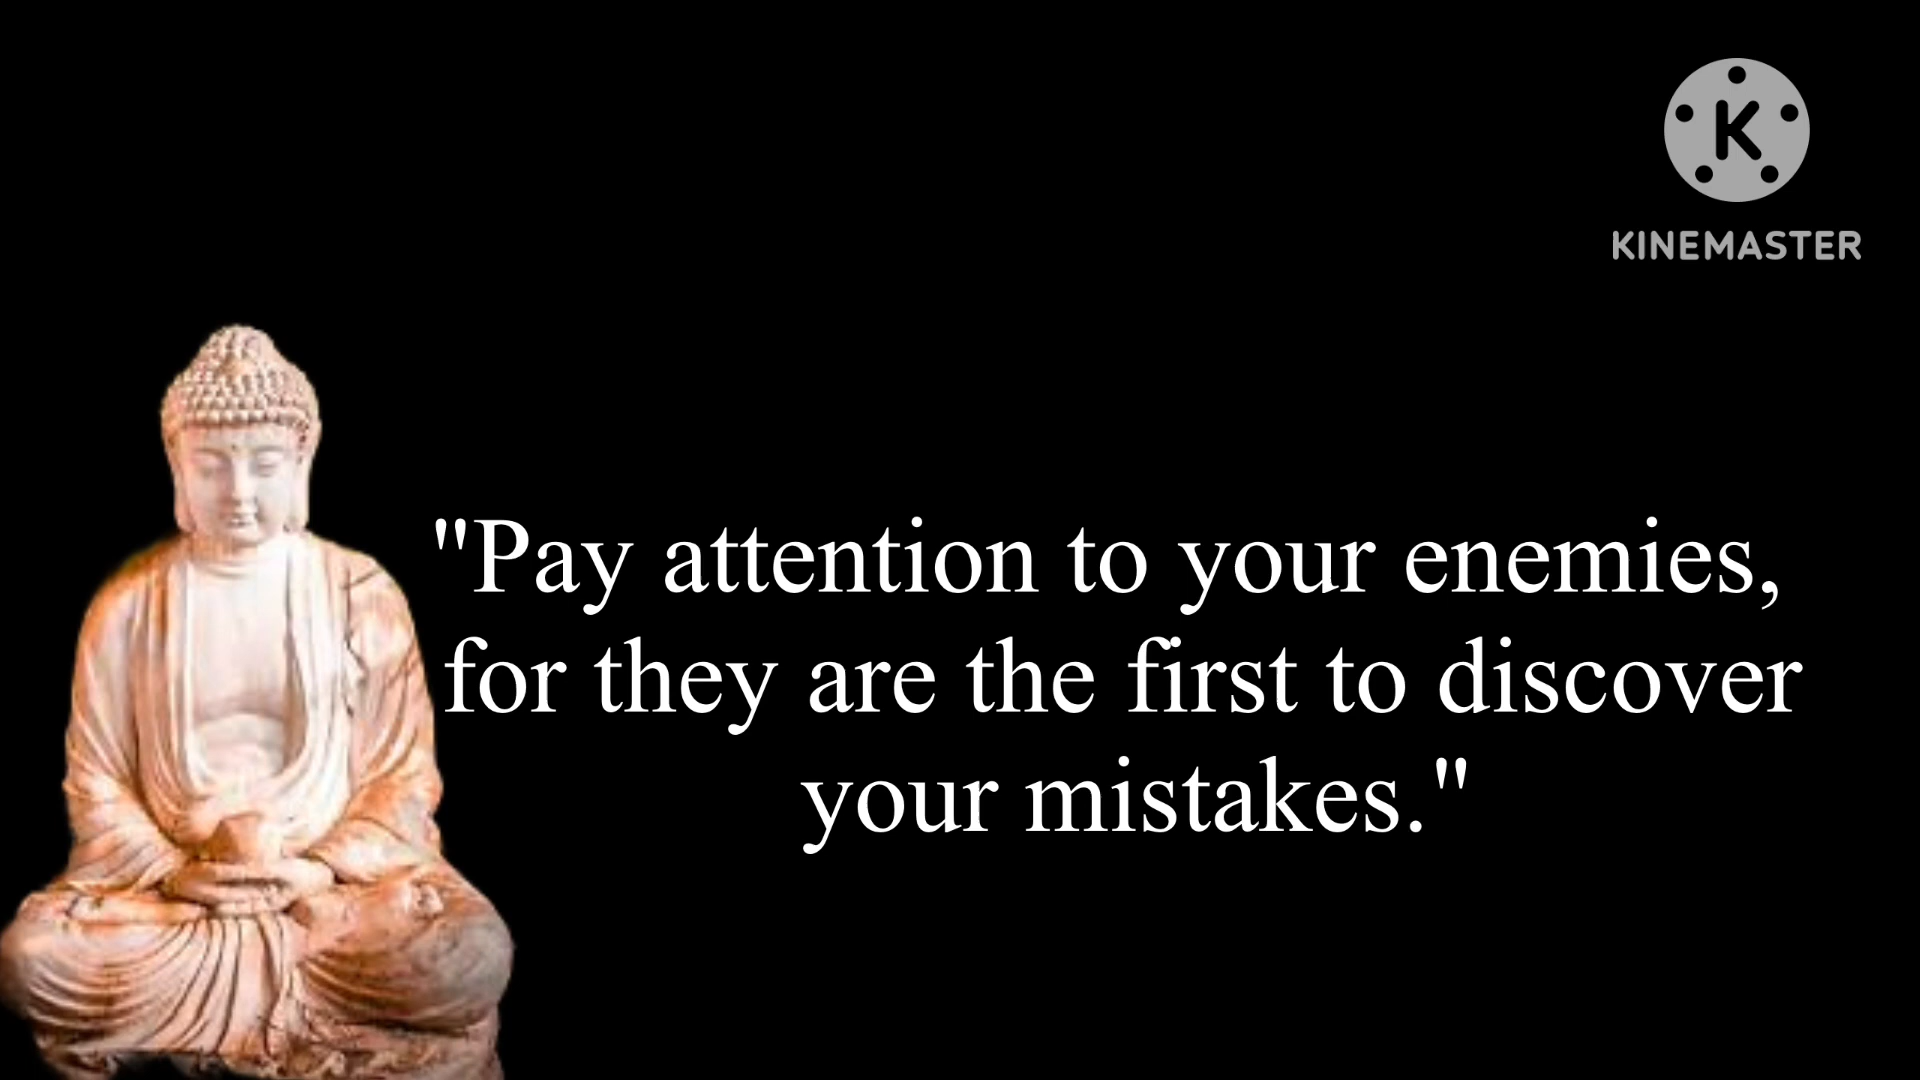 K
KINEMASTER
"Pay attention to your enemies,
for they are the first to discover
your mistakes."